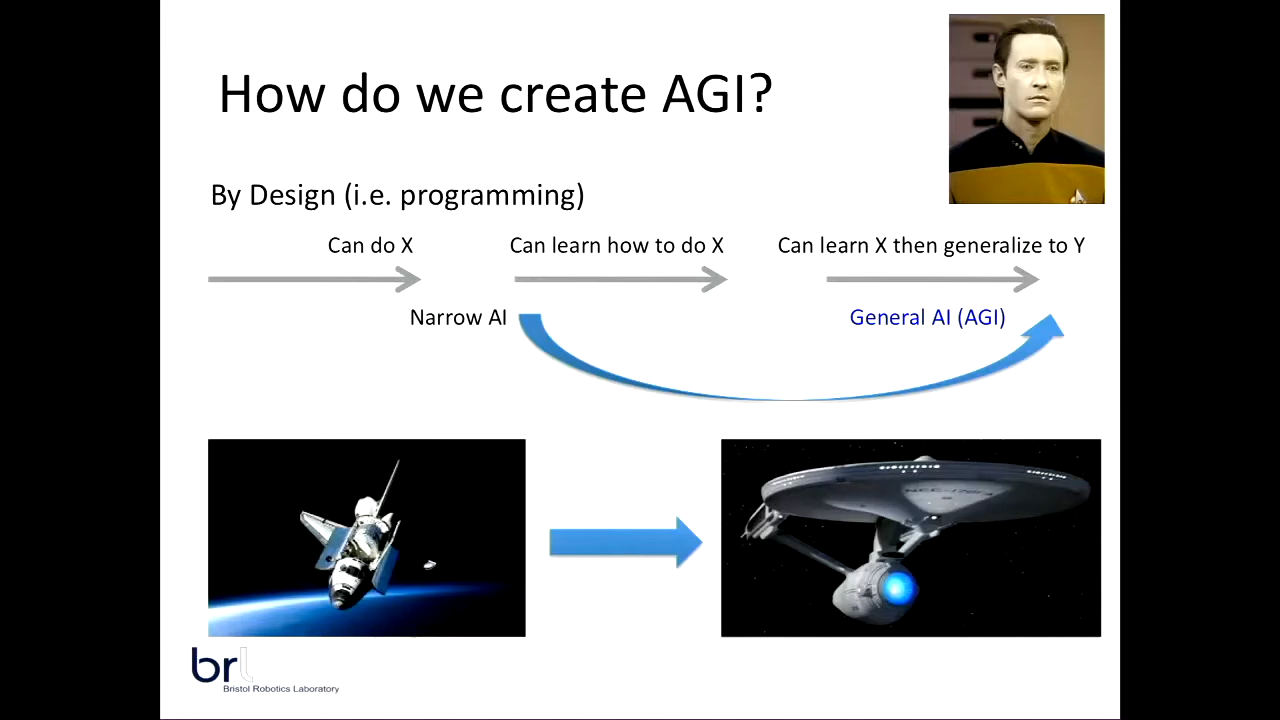 How do we create AGI?
By Design (i.e. programming)
Can do X
Can learn how to do X
Can learn X then generalize to Y
Narrow AI
General AI (AGI)
brl
Bristol Robotics Laboratory